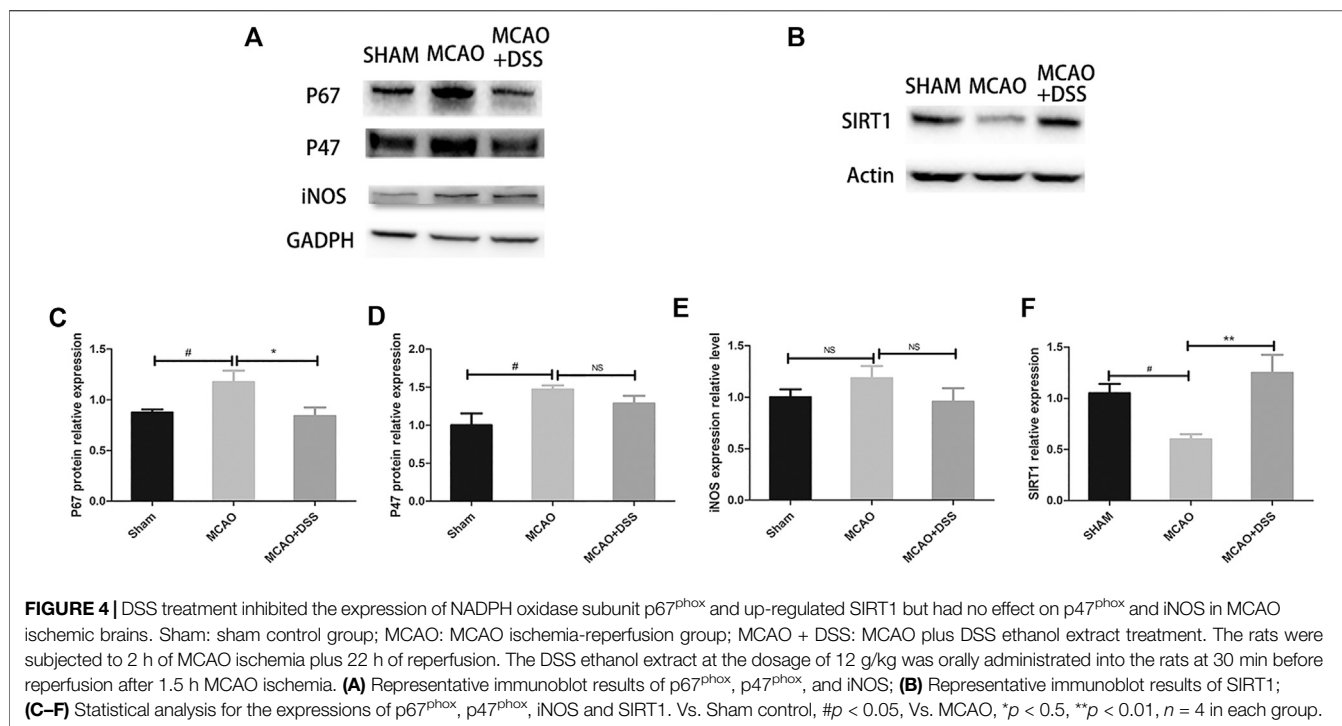 A
SHAM MCAO MCAO
+DSS
P67
P47
iNOS
GADPH
B
SHAM MCAO MCAO
+DSS
SIRT1
Actin
C
P67 protein relative expression
1.5
1.0
0.5
0.0
# *
Sham MCAO MCAO+DSS
D
P47 protein relative expression
2.0
1.5
1.0
0.5
0.0
# NS
Sham MCAO MCAO+DSS
E
iNOS expression relative level
1.5
1.0
0.5
0.0
NS NS
Sham MCAO MCAO+DSS
F
SIRT1 relative expression
1.5
1.0
0.5
0.0
# **
SHAM MCAO MCAO+DSS
FIGURE 4 | DSS treatment inhibited the expression of NADPH oxidase subunit p67phox and up-regulated SIRT1 but had no effect on p47phox and iNOS in MCAO
ischemic brains. Sham: sham control group; MCAO: MCAO ischemia-reperfusion group; MCAO + DSS: MCAO plus DSS ethanol extract treatment. The rats were
subjected to 2 h of MCAO ischemia plus 22 h of reperfusion. The DSS ethanol extract at the dosage of 12 g/kg was orally administrated into the rats at 30 min before
reperfusion after 1.5 h MCAO ischemia. (A) Representative immunoblot results of p67phox, p47phox, and iNOS; (B) Representative immunoblot results of SIRT1;
(C–F) Statistical analysis for the expressions of p67phox, p47phox, iNOS and SIRT1. Vs. Sham control, #p < 0.05, Vs. MCAO, *p < 0.5, **p < 0.01, n = 4 in each group.